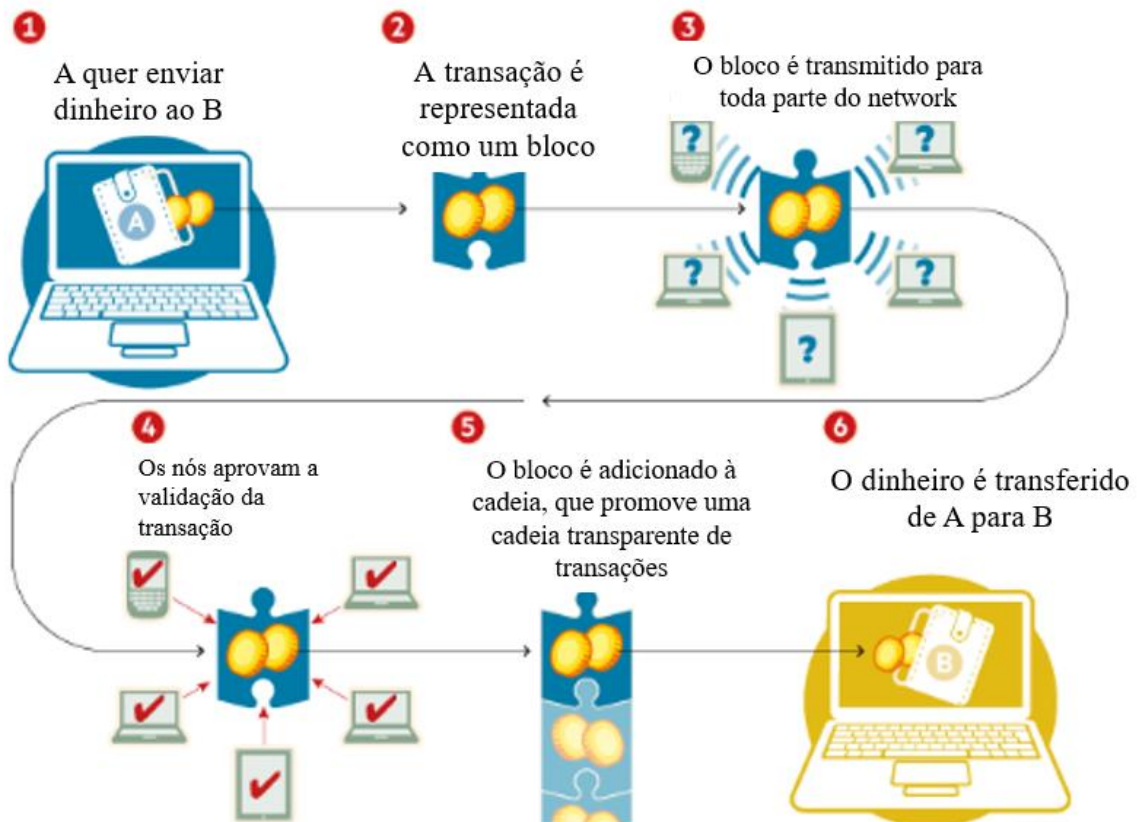 1
A quer enviar
dinheiro ao B
A
2
A transação é
representada
como um bloco
3
O bloco é transmitido para
toda parte do network
?
?
?
?
?
4
Os nós aprovam a
validação da
transação
5
O bloco é adicionado à
cadeia, que promove uma
cadeia transparente de
transações
6
O dinheiro é transferido
de A para B
B